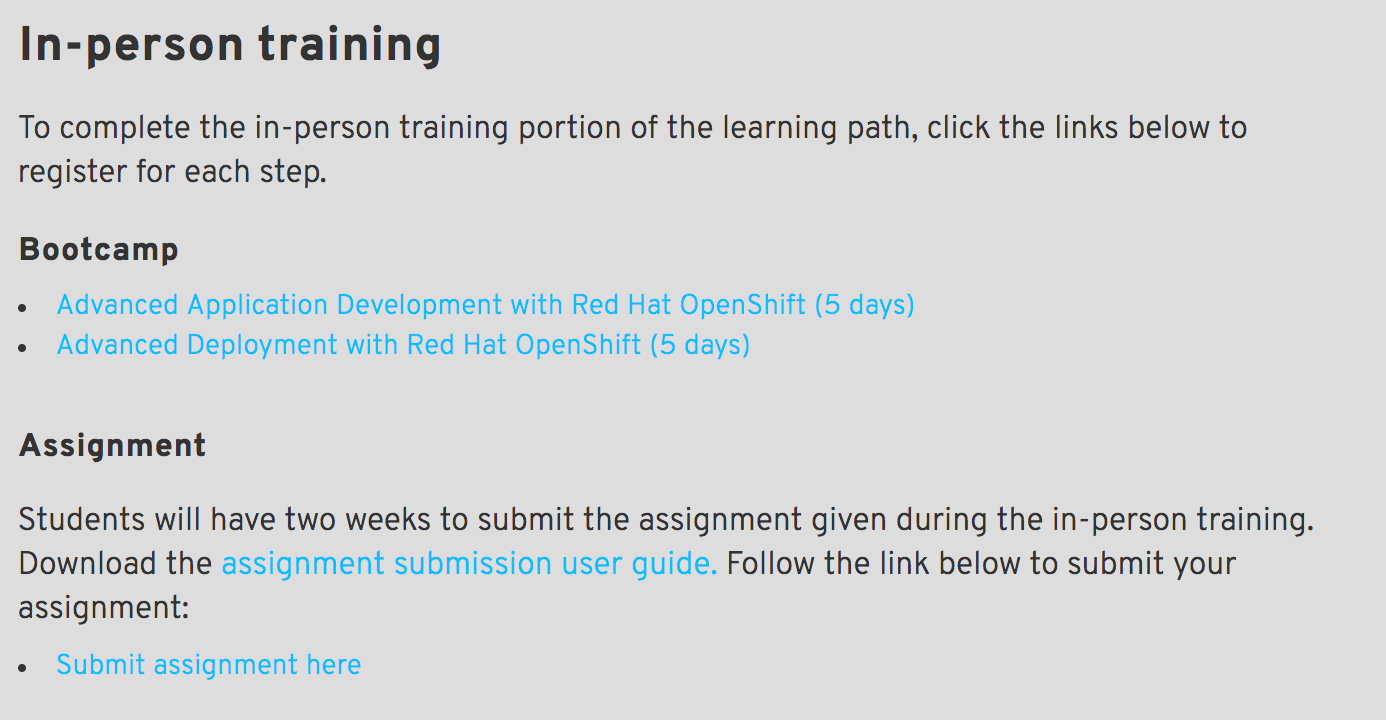 In-person training
To complete the in-person training portion of the learning path, click the links below to
register for each step.
Bootcamp
• Advanced Application Development with Red Hat OpenShift (5 days)
• Advanced Deployment with Red Hat OpenShift (5 days)
Assignment
Students will have two weeks to submit the assignment given during the in-person training.
Download the assignment submission user guide. Follow the link below to submit your
assignment:
• Submit assignment here